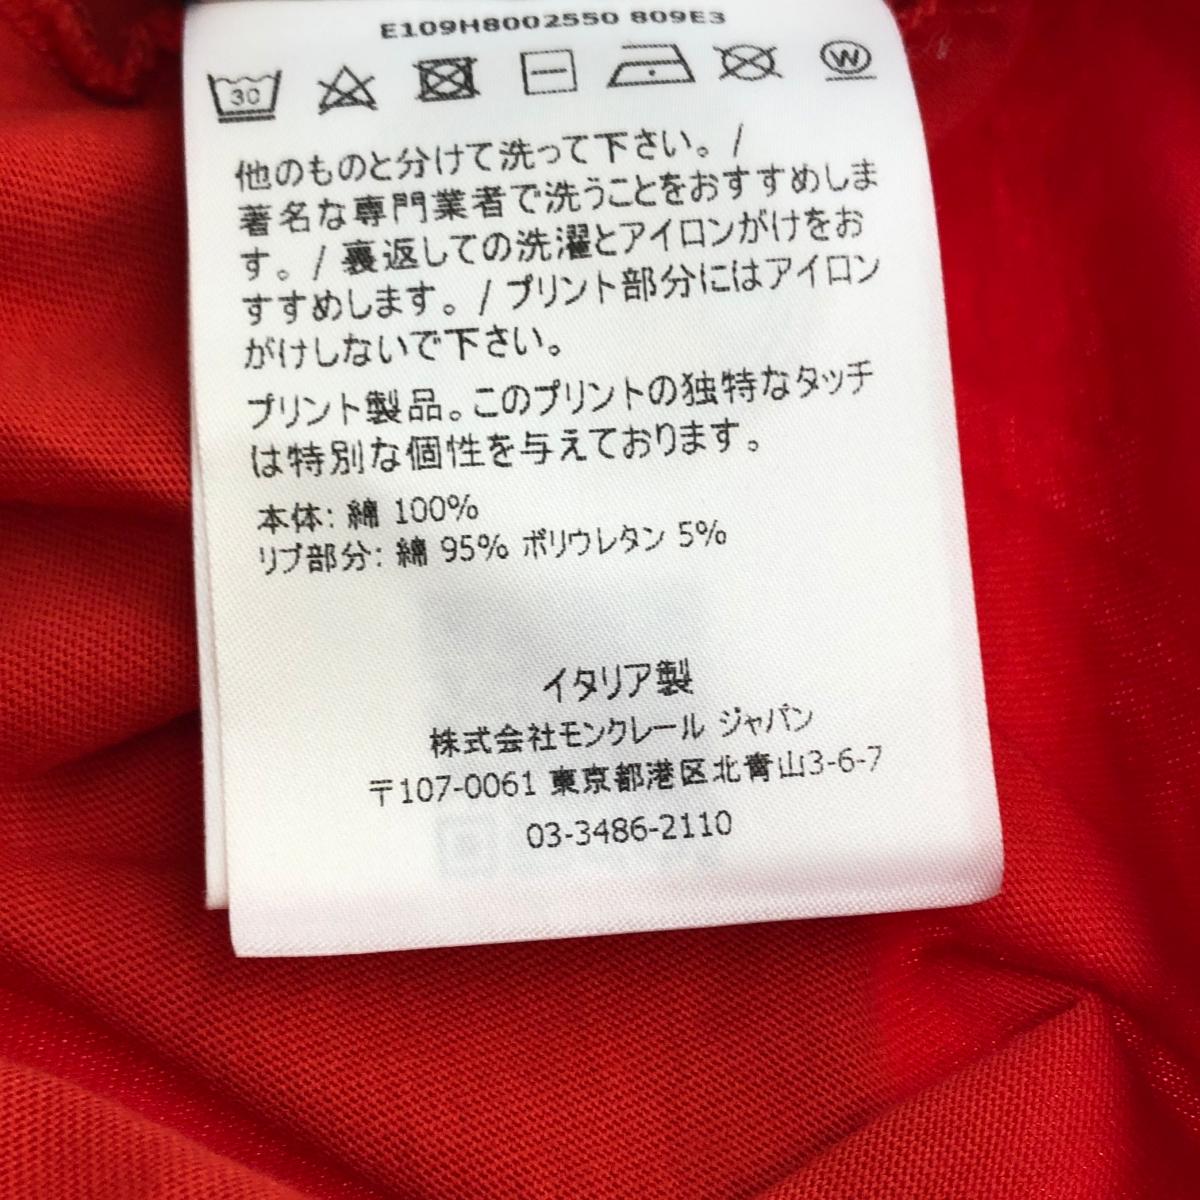 E109H8002550 809E3
30 W
他のものと分けて洗って下さい。/
著名な専門業者で洗うことをおすすめしま
す。/ 裏返しての洗濯とアイロンがけをお
すすめします。/ プリント部分にはアイロン
がけしないで下さい。
プリント製品。このプリントの独特なタッチ
は特別な個性を与えております。
本体: 綿 100%
リブ部分: 綿 95% ポリウレタン 5%
イタリア製
株式会社モンクレール ジャパン
〒107-0061 東京都港区北青山3-6-7
03-3486-2110